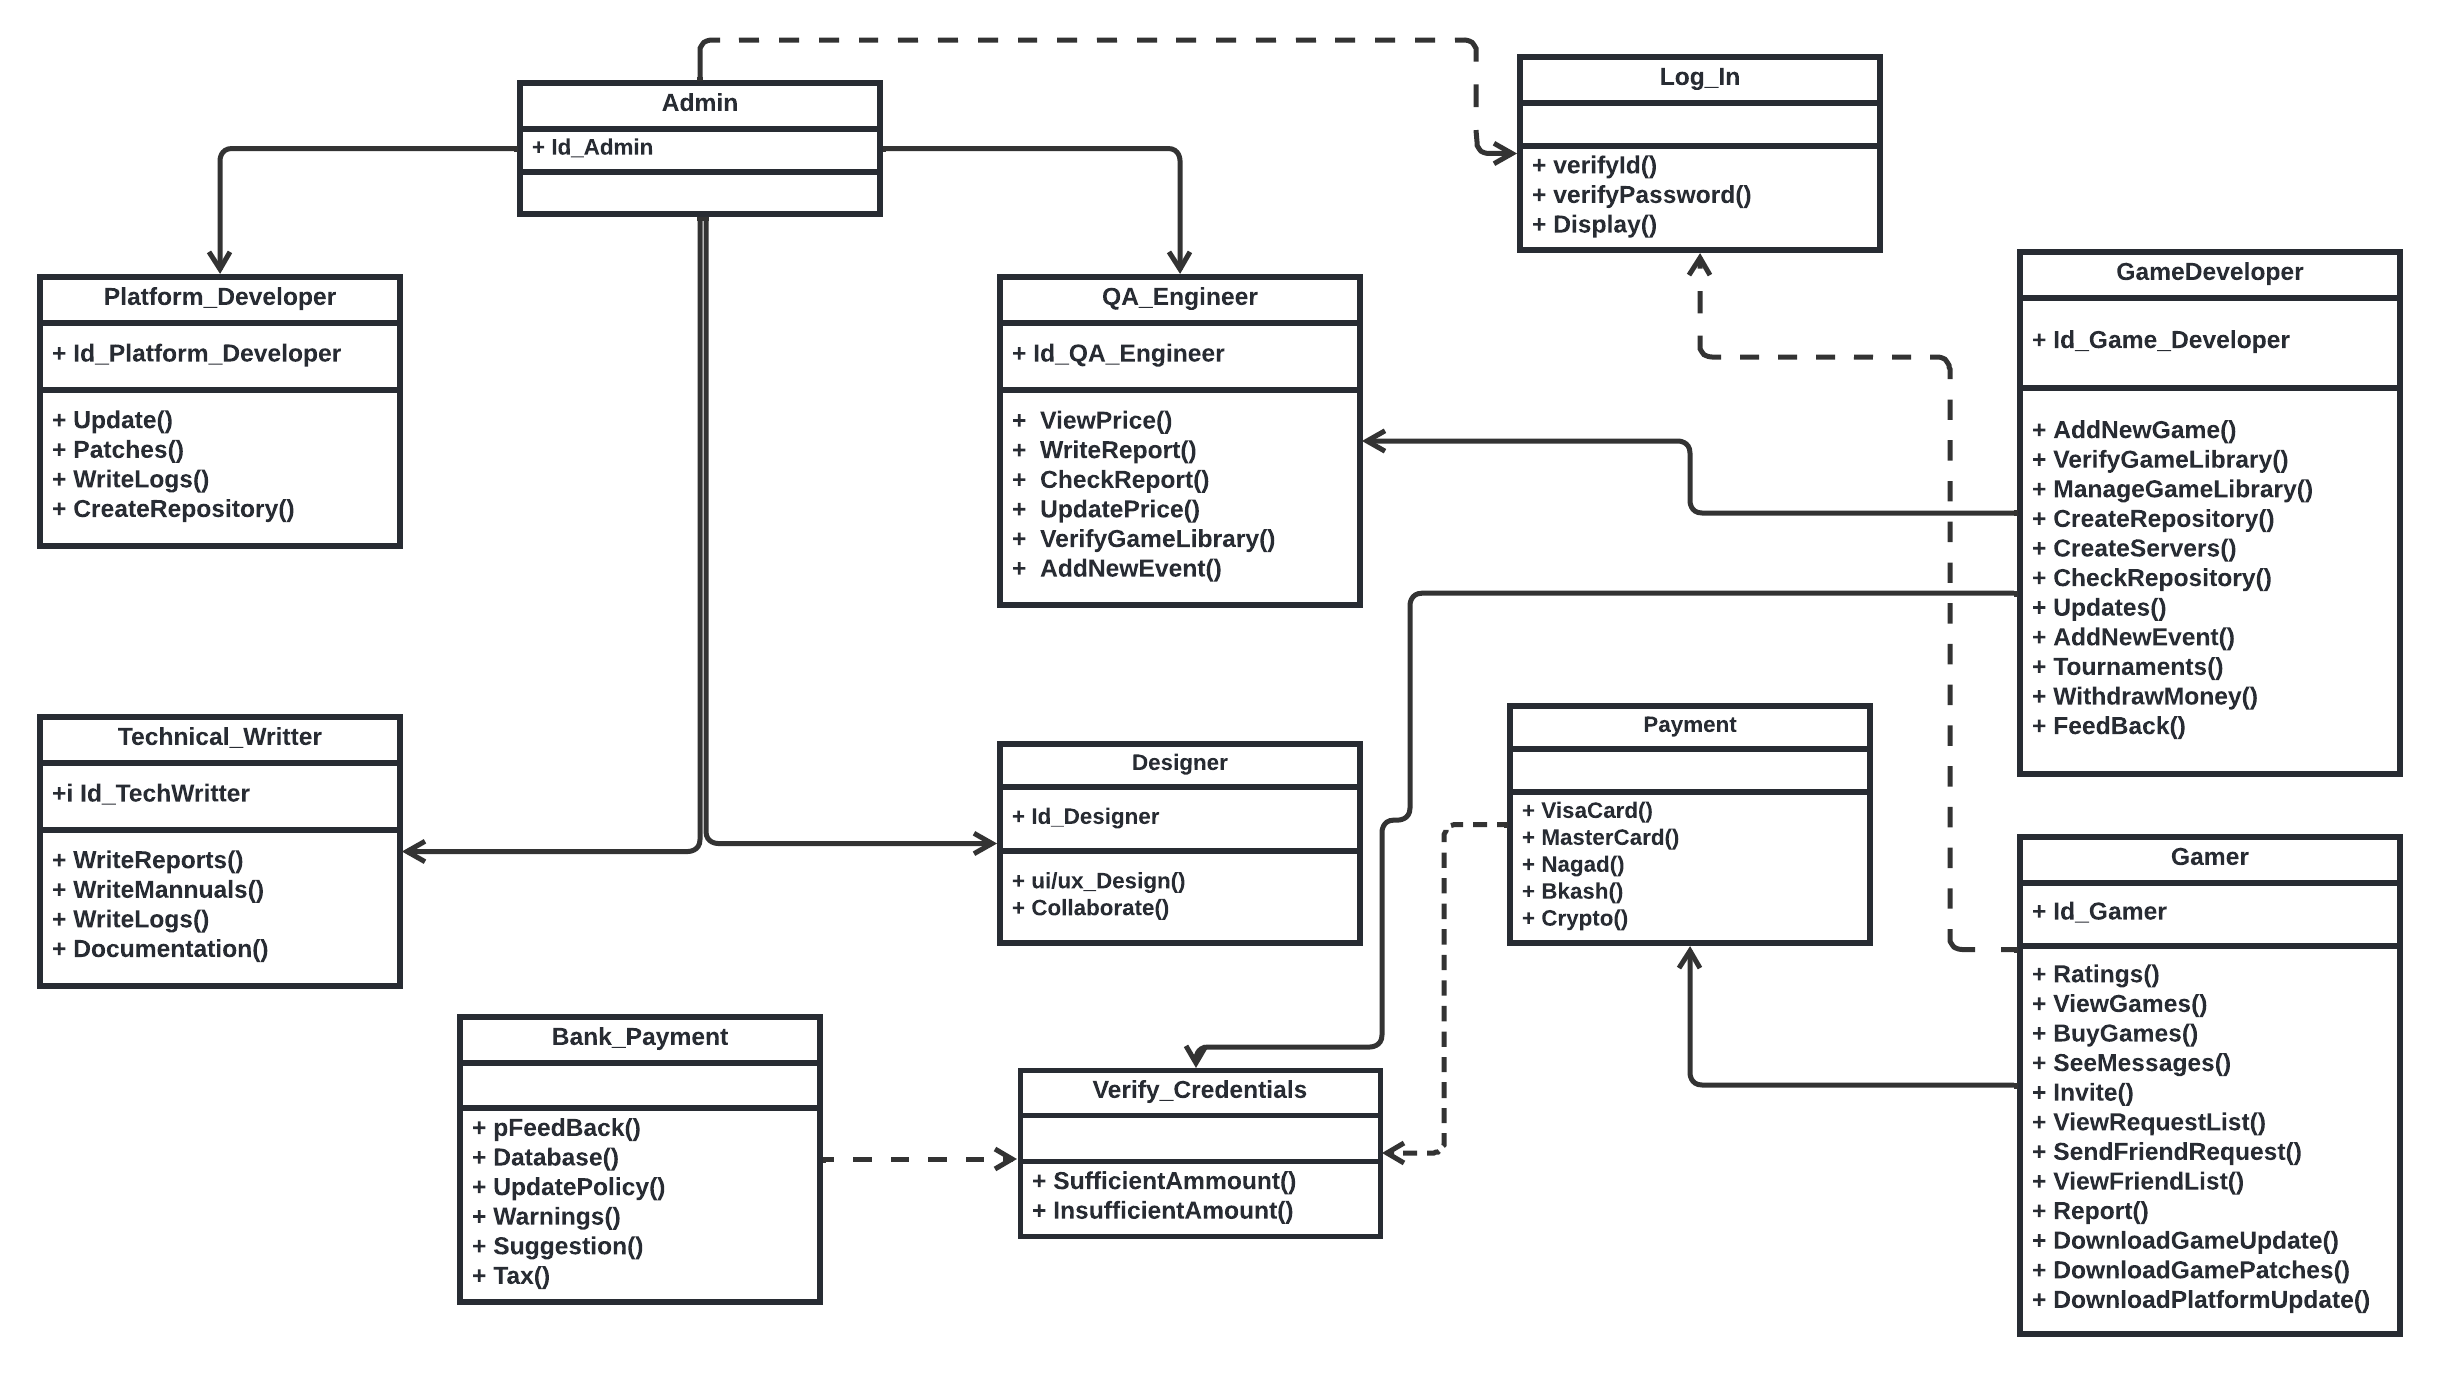 Admin
+ Id_Admin
Log_In
+ verifyId()
+ verifyPassword()
+ Display()
Platform_Developer
+ Id_Platform_Developer
+ Update()
+ Patches()
+ WriteLogs()
+ CreateRepository()
QA_Engineer
+ Id_QA_Engineer
+ ViewPrice()
+ WriteReport()
+ CheckReport()
+ UpdatePrice()
+ VerifyGameLibrary()
+ AddNewEvent()
GameDeveloper
+ Id_Game_Developer
+ AddNewGame()
+ VerifyGameLibrary()
+ ManageGameLibrary()
+ CreateRepository()
+ CreateServers()
+ CheckRepository()
+ Updates()
+ AddNewEvent()
+ Tournaments()
+ WithdrawMoney()
+ FeedBack()
Technical_Writter
+i Id_TechWritter
+ WriteReports()
+ WriteMannuals()
+ WriteLogs()
+ Documentation()
Designer
+ Id_Designer
+ ui/ux_Design()
+ Collaborate()
Payment
+ VisaCard()
+ MasterCard()
+ Nagad()
+ Bkash()
+ Crypto()
Gamer
+ Id_Gamer
+ Ratings()
+ ViewGames()
+ BuyGames()
+ SeeMessages()
+ Invite()
+ ViewRequestList()
+ SendFriendRequest()
+ ViewFriendList()
+ Report()
+ DownloadGameUpdate()
+ DownloadGamePatches()
+ DownloadPlatformUpdate()
Bank_Payment
+ pFeedBack()
+ Database()
+ UpdatePolicy()
+ Warnings()
+ Suggestion()
+ Tax()
Verify_Credentials
+ SufficientAmmount()
+ InsufficientAmount()